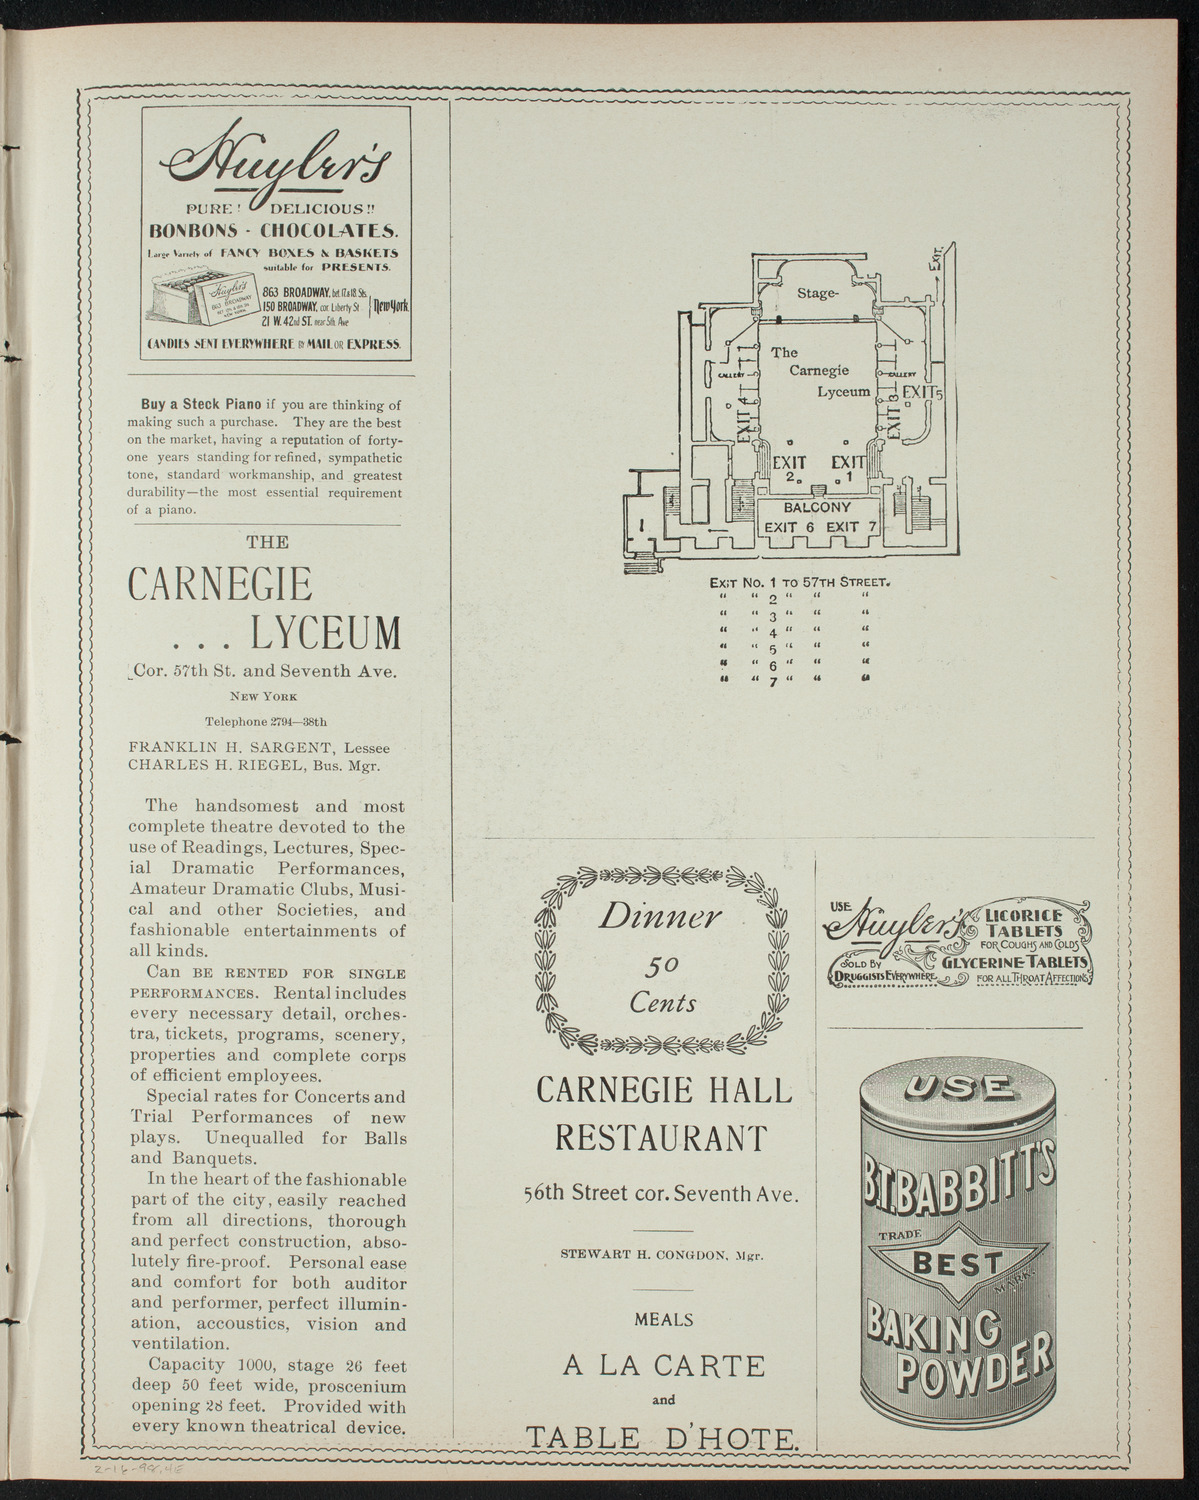 Huyler's
PURE! DELICIOUS!!
BONBONS - CHOCOLATES.
Large Variety of FANCY BOXES & BASKETS
suitable for PRESENTS.
Huyler's
863 BROADWAY
NEW YORK
863 BROADWAY, bet. 17 & 18. Sts.
150 BROADWAY, cor. Liberty St
21 W. 42nd ST. near 5th Ave
New York
CANDIES SENT EVERYWHERE BY MAIL OR EXPRESS.
Buy a Steck Piano if you are thinking of
making such a purchase. They are the best
on the market, having a reputation of forty-
one years standing for refined, sympathetic
tone, standard workmanship, and greatest
durability—the most essential requirement
of a piano.
THE
CARNEGIE
... LYCEUM
Cor. 57th St. and Seventh Ave.
NEW YORK
Telephone 2794—38th
FRANKLIN H. SARGENT, Lessee
CHARLES H. RIEGEL, Bus. Mgr.
The handsomest and most
complete theatre devoted to the
use of Readings, Lectures, Spec-
ial Dramatic Performances,
Amateur Dramatic Clubs, Musi-
cal and other Societies, and
fashionable entertainments of
all kinds.
Can BE RENTED FOR SINGLE
PERFORMANCES. Rental includes
every necessary detail, orches-
tra, tickets, programs, scenery,
properties and complete corps
of efficient employees.
Special rates for Concerts and
Trial Performances of new
plays. Unequalled for Balls
and Banquets.
In the heart of the fashionable
part of the city, easily reached
from all directions, thorough
and perfect construction, abso-
lutely fire-proof. Personal ease
and comfort for both auditor
and performer, perfect illumin-
ation, accoustics, vision and
ventilation.
Capacity 1000, stage 26 feet
deep 50 feet wide, proscenium
opening 28 feet. Provided with
every known theatrical device.
EXIT.
Stage-
The
Carnegie
Lyceum
GALLERY
GALLERY
EXIT 4
EXIT 3
EXIT 5
EXIT 2
EXIT 1
BALCONY
EXIT 6 EXIT 7
EXIT NO. 1 TO 57TH STREET.
“ “ 2 “ “ “
“ “ 3 “ “ “
“ “ 4 “ “ “
“ “ 5 “ “ “
“ “ 6 “ “ “
“ “ 7 “ “ “
Dinner
50
Cents
CARNEGIE HALL
RESTAURANT
56th Street cor. Seventh Ave.
STEWART H. CONGDON, Mgr.
MEALS
A LA CARTE
and
TABLE D'HOTE.
USE
Huyler's
LICORICE
TABLETS
FOR COUGHS AND COLDS
SOLD BY
DRUGGISTS EVERYWHERE
GLYCERINE TABLETS
FOR ALL THROAT AFFECTIONS
USE
B.T. BABBITT'S
TRADE
BEST
MARK
BAKING
POWDER
2-16-98, 4E